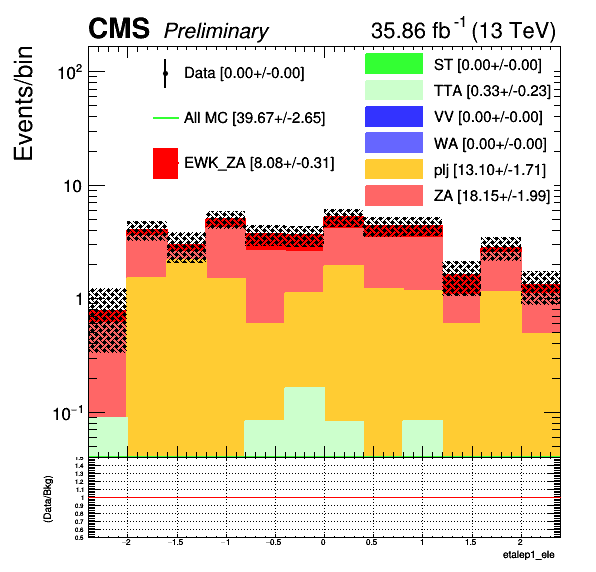 CMS Preliminary 35.86 fb⁻¹ (13 TeV)
Events/bin
Data [0.00+/-0.00]
All MC [39.67+/-2.65]
EWK_ZA [8.08+/-0.31]
ST [0.00+/-0.00]
TTA [0.33+/-0.23]
VV [0.00+/-0.00]
WA [0.00+/-0.00]
plj [13.10+/-1.71]
ZA [18.15+/-1.99]
10²
10
1
10⁻¹
(Data/Bkg)
1.5
1.4
1.3
1.2
1.1
1
0.9
0.8
0.7
0.6
0.5
−2 −1.5 −1 −0.5 0 0.5 1 1.5 2
etalep1_ele